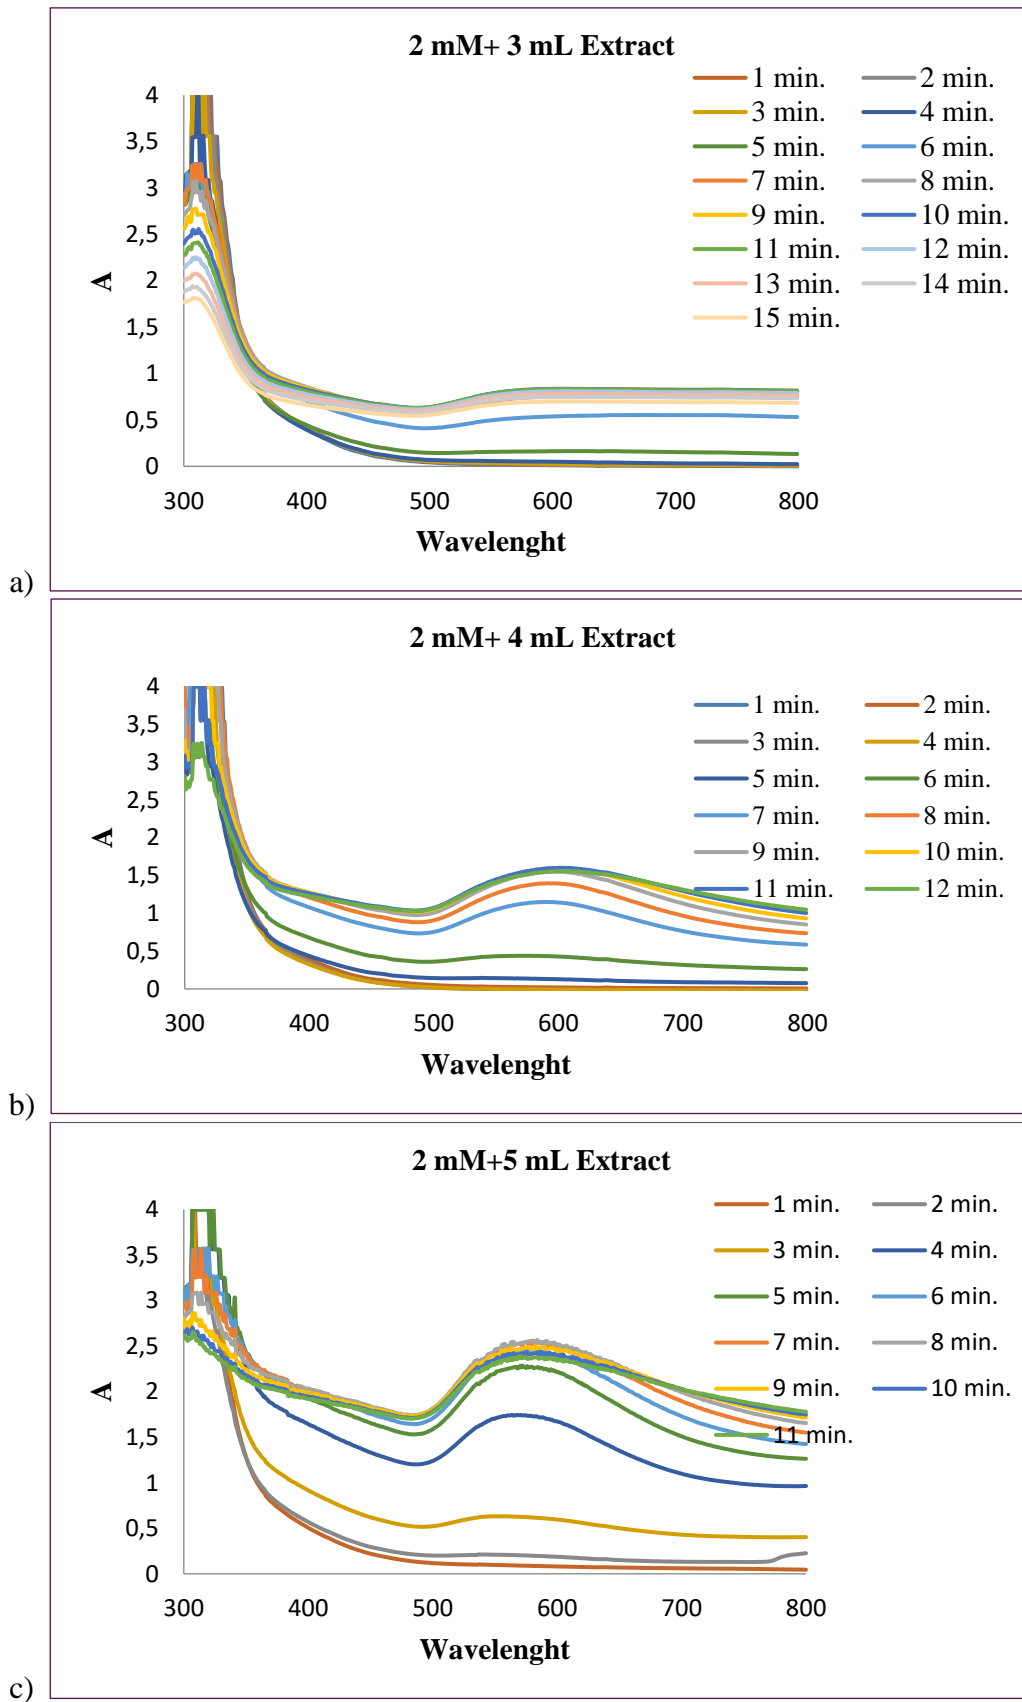 2 mM+ 3 mL Extract
1 min. 2 min.
3 min. 4 min.
5 min. 6 min.
7 min. 8 min.
9 min. 10 min.
11 min. 12 min.
13 min. 14 min.
15 min.
4
3,5
3
2,5
2
1,5
1
0,5
0
A
300 400 500 600 700 800
Wavelenght
a)
2 mM+ 4 mL Extract
1 min. 2 min.
3 min. 4 min.
5 min. 6 min.
7 min. 8 min.
9 min. 10 min.
11 min. 12 min.
4
3,5
3
2,5
2
1,5
1
0,5
0
A
300 400 500 600 700 800
Wavelenght
b)
2 mM+5 mL Extract
1 min. 2 min.
3 min. 4 min.
5 min. 6 min.
7 min. 8 min.
9 min. 10 min.
11 min.
4
3,5
3
2,5
2
1,5
1
0,5
0
A
300 400 500 600 700 800
Wavelenght
c)